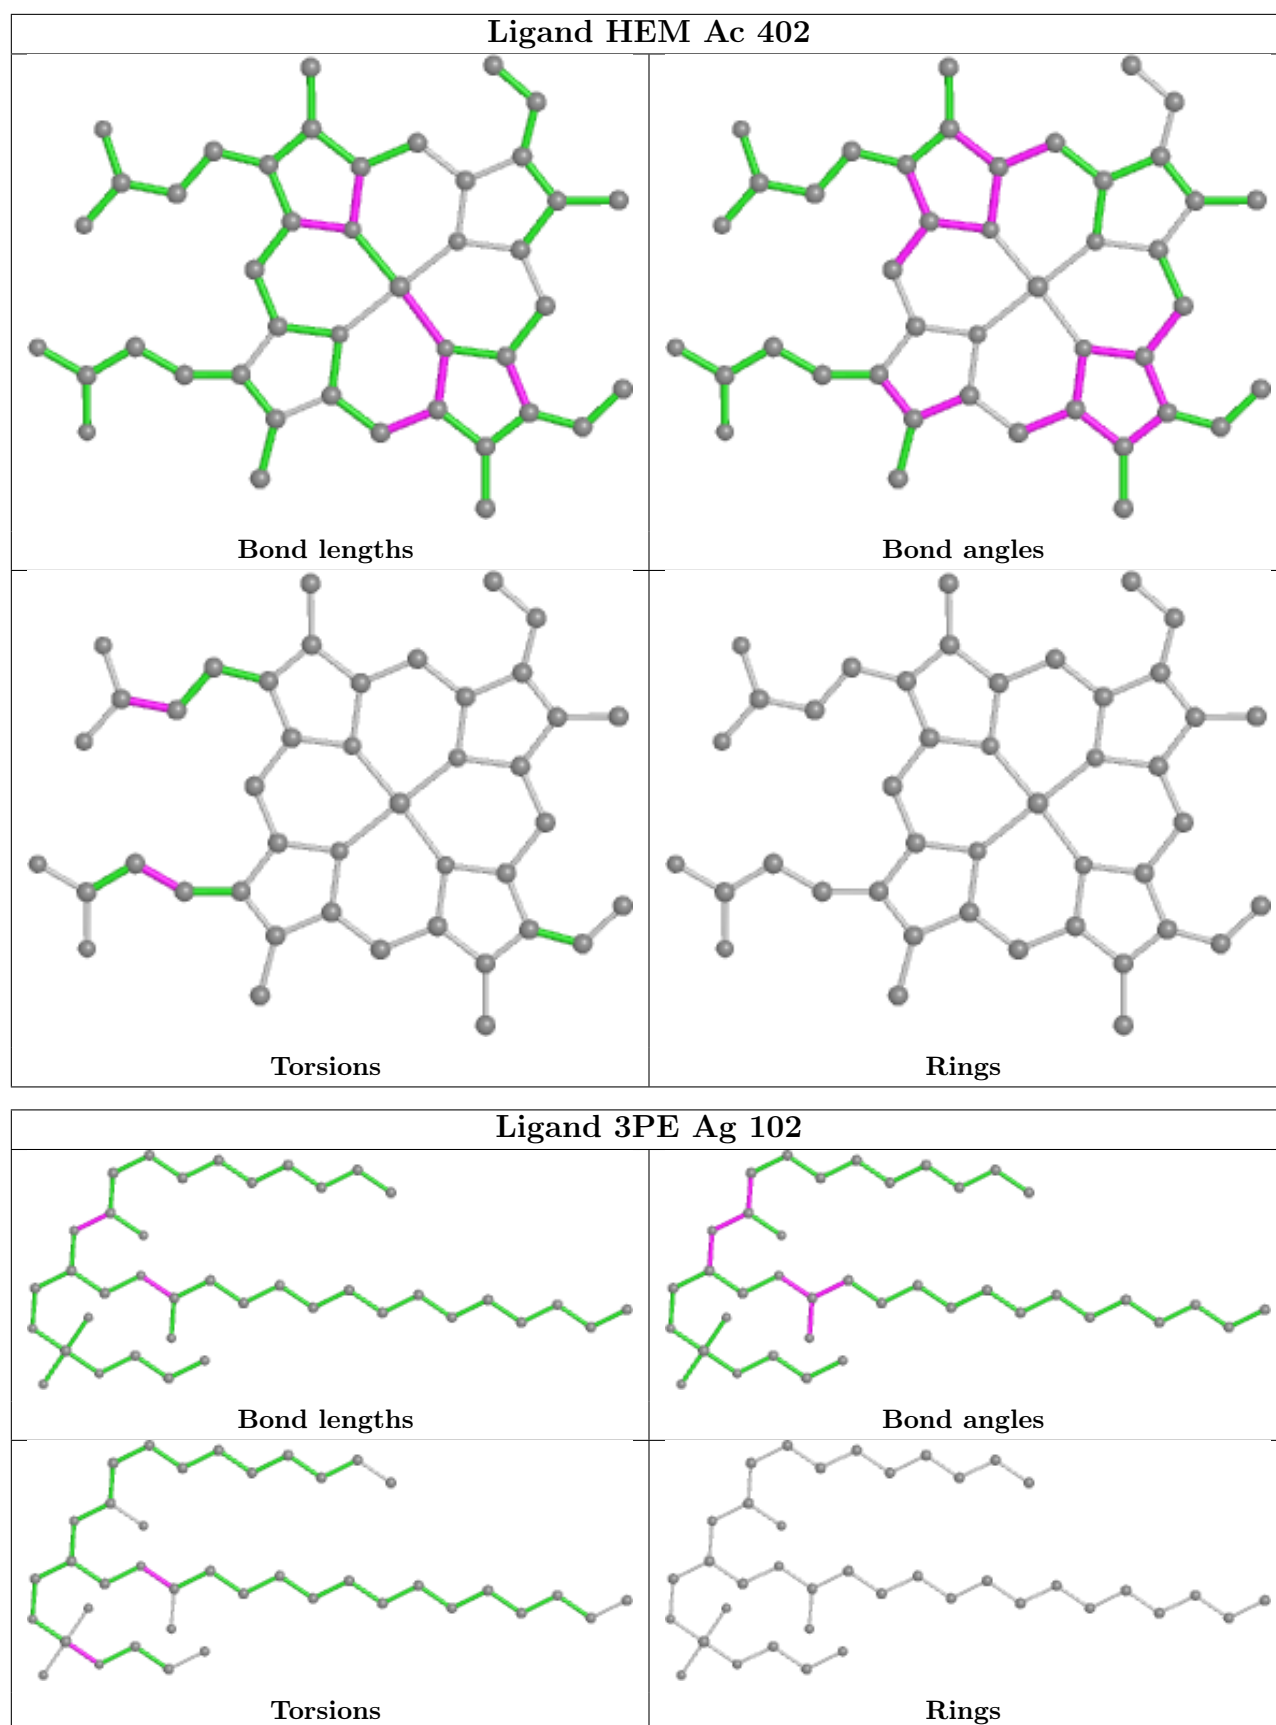 Ligand HEM Ac 402
Bond lengths
Bond angles
Torsions
Rings
Ligand 3PE Ag 102
Bond lengths
Bond angles
Torsions
Rings